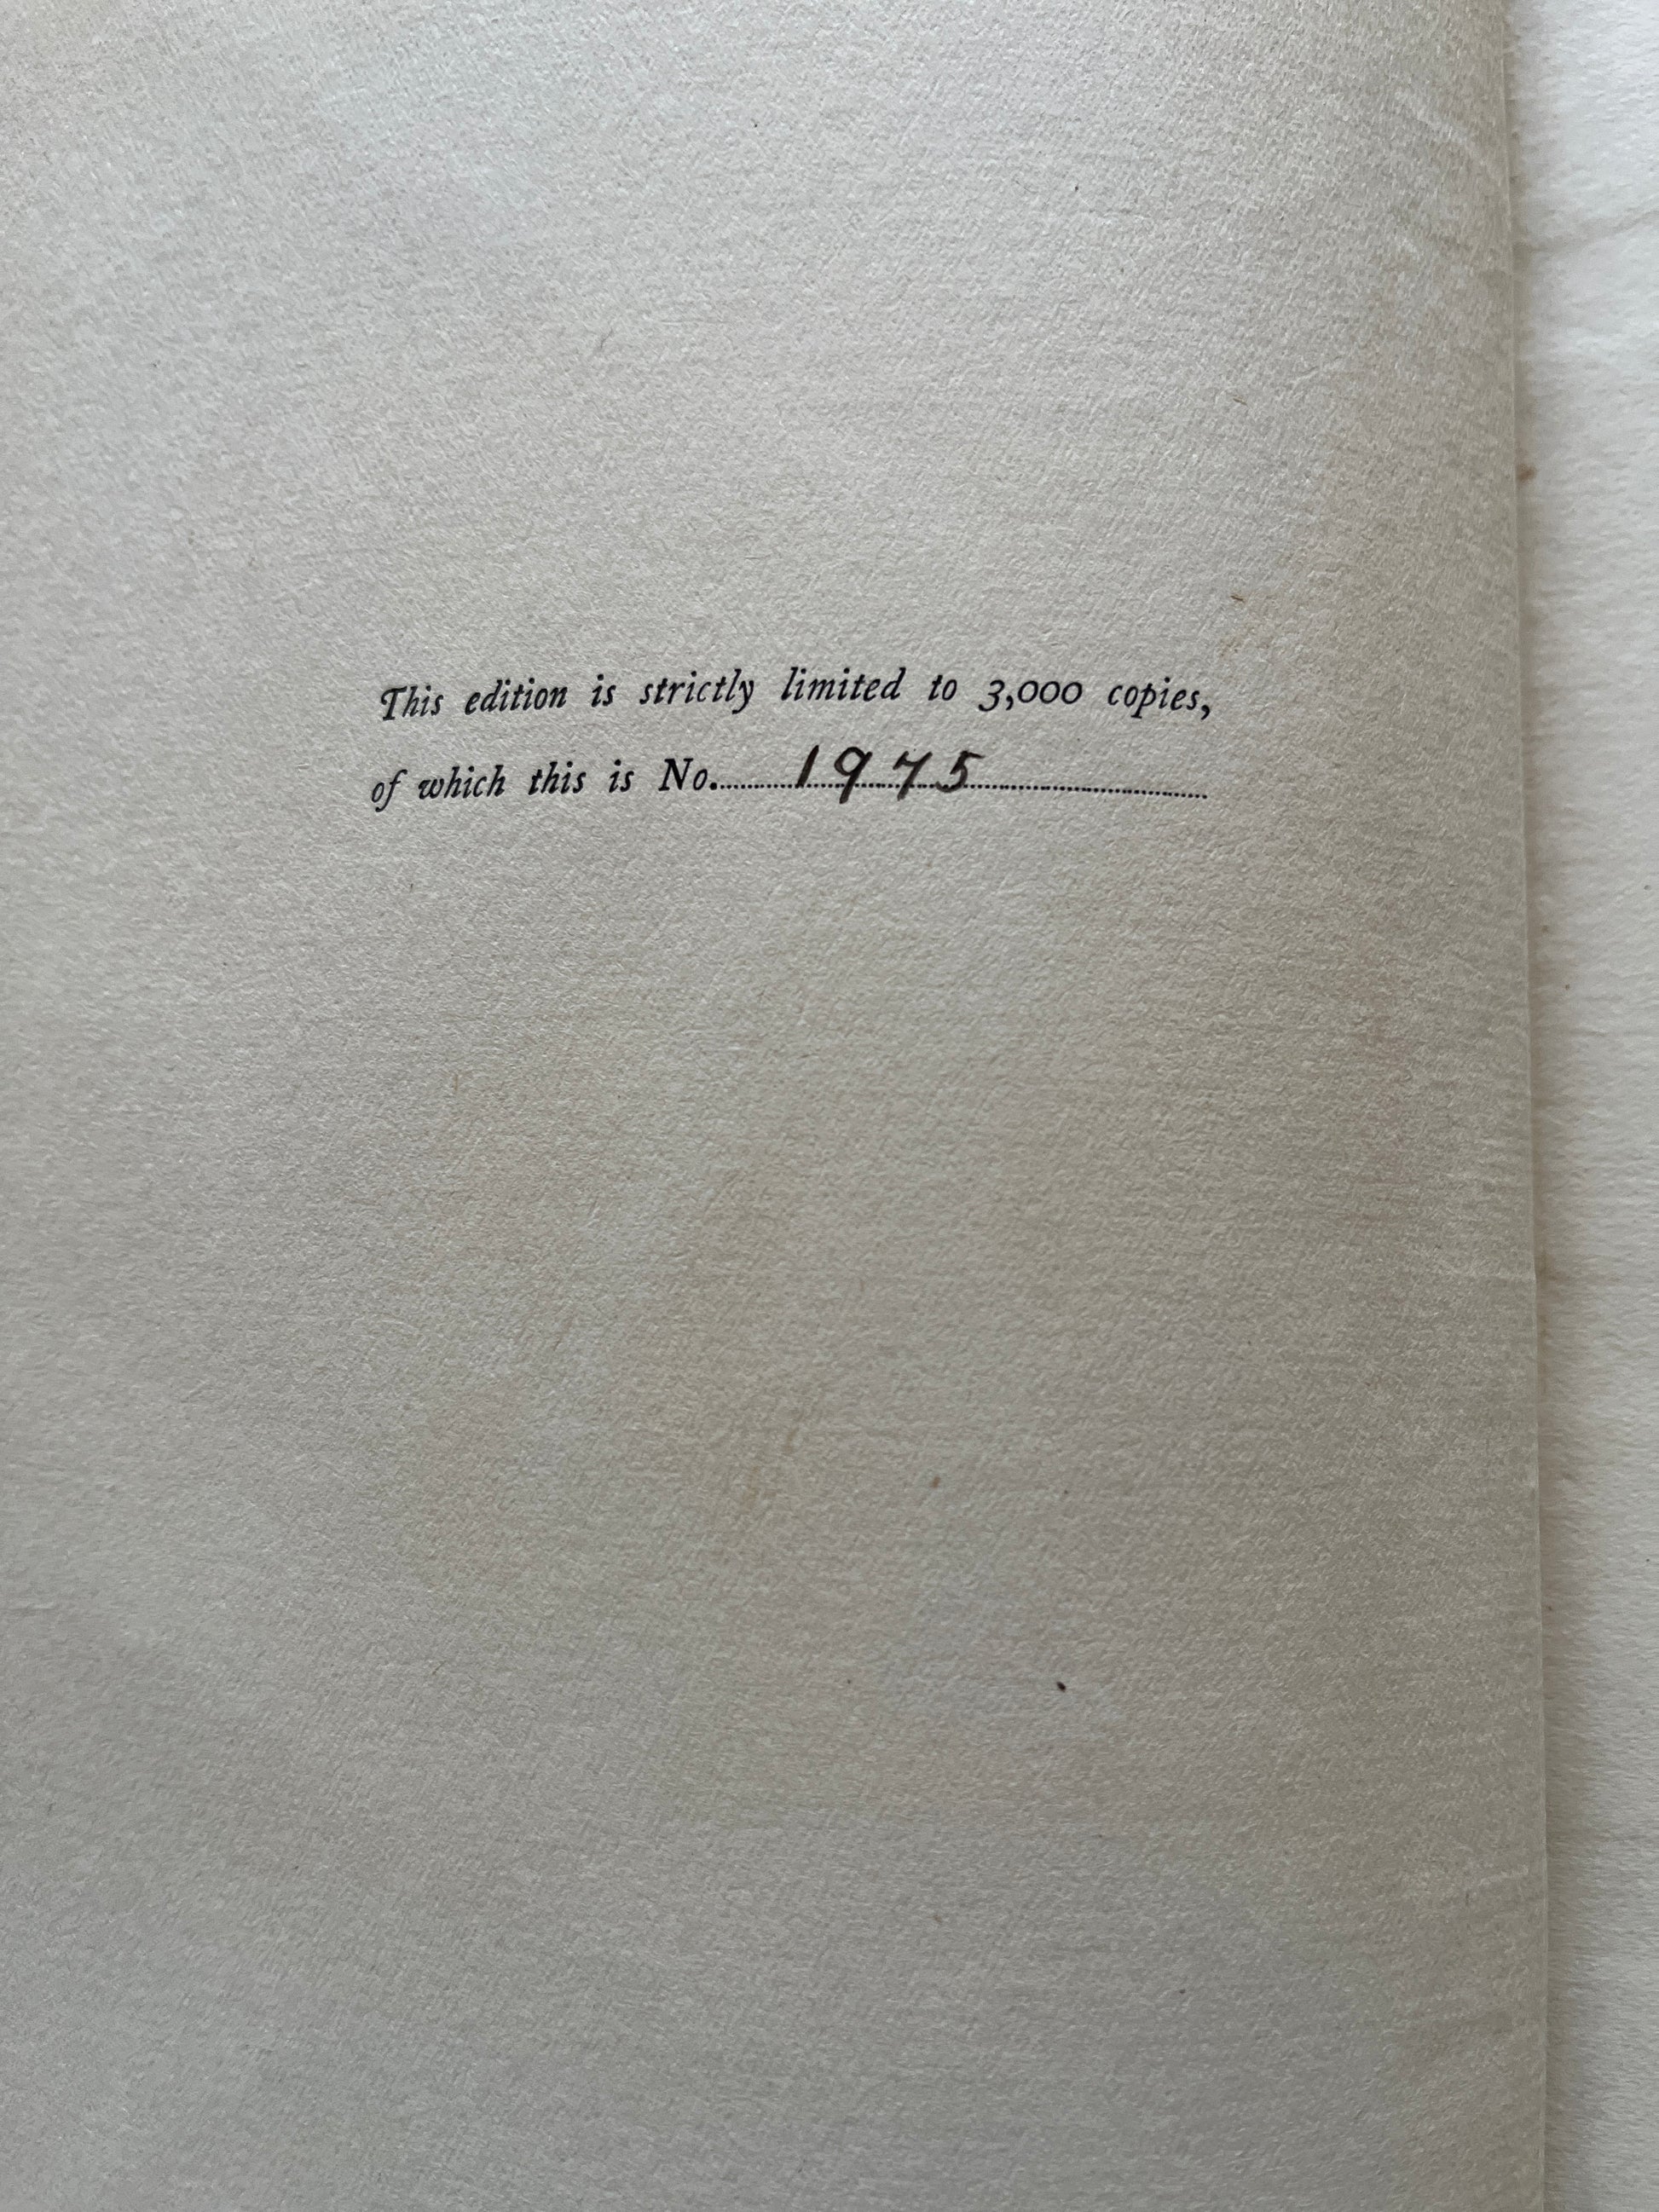 This edition is strictly limited to 3,000 copies,
of which this is No. 1975